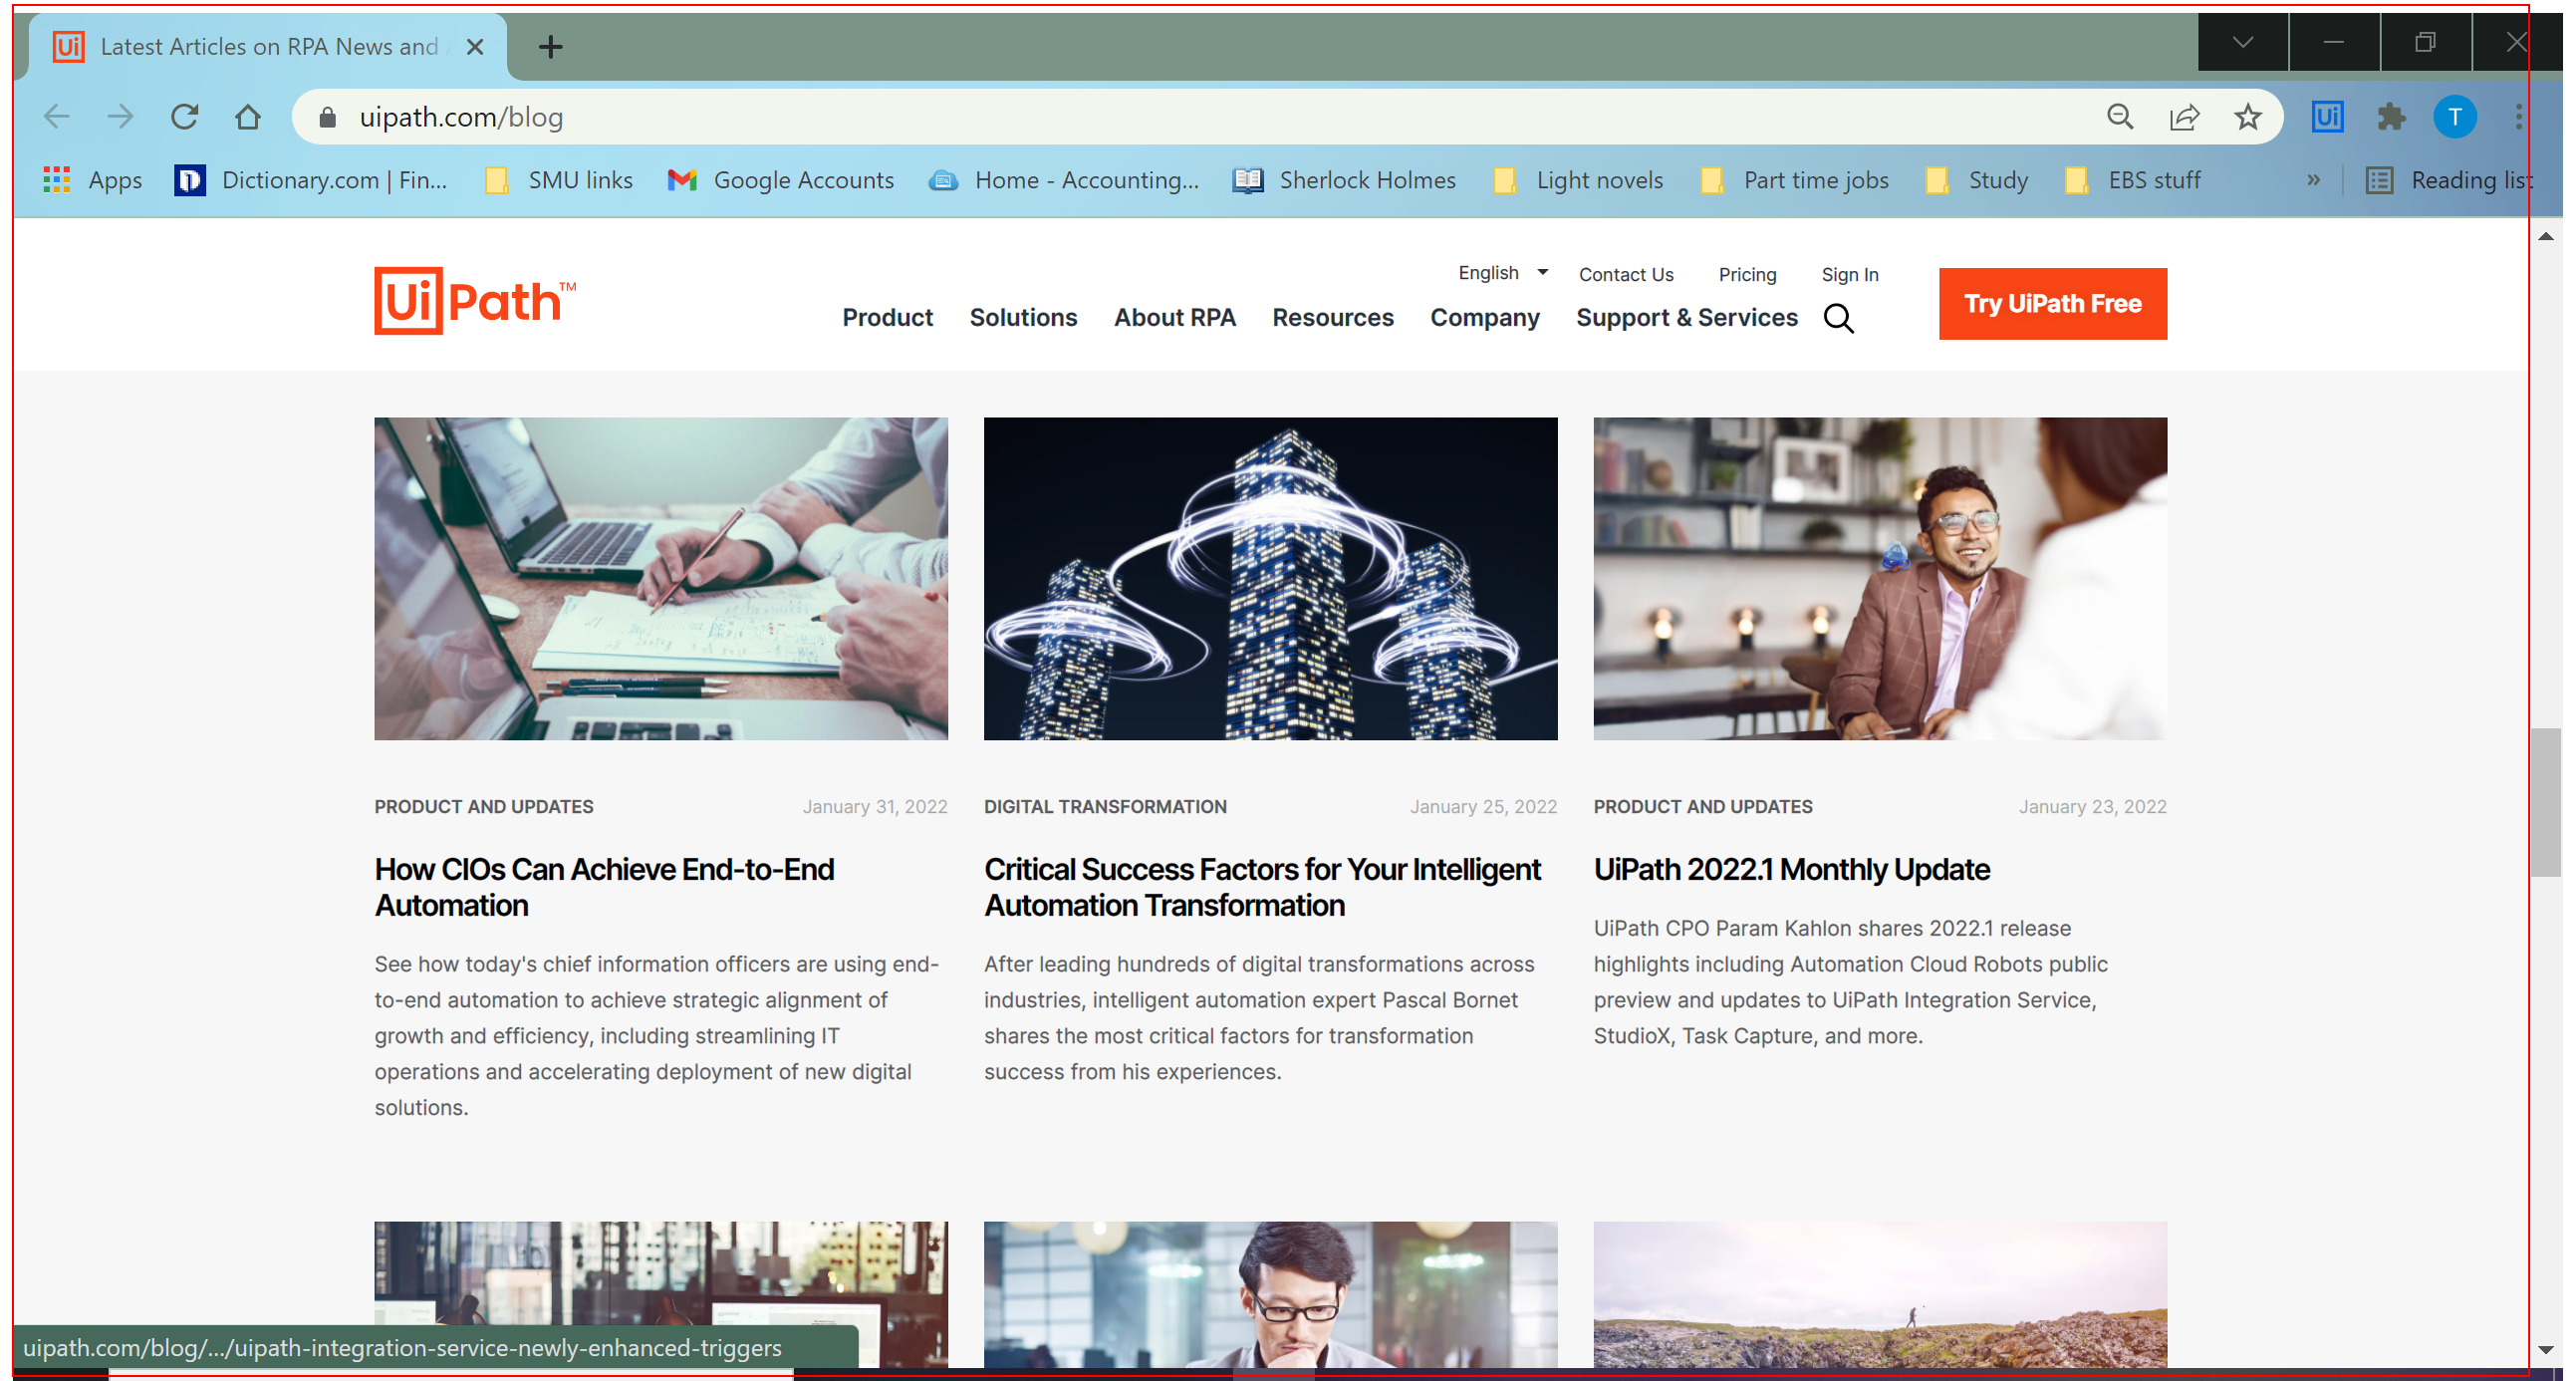 Latest Articles on RPA News and
uipath.com/blog
T
Apps
Dictionary.com | Fin...
SMU links
Google Accounts
Home - Accounting...
Sherlock Holmes
Light novels
Part time jobs
Study
EBS stuff
»
Reading list
UiPath™
English
Contact Us
Pricing
Sign In
Product
Solutions
About RPA
Resources
Company
Support & Services
Try UiPath Free
PRODUCT AND UPDATES
January 31, 2022
How CIOs Can Achieve End-to-End
Automation
See how today's chief information officers are using end-
to-end automation to achieve strategic alignment of
growth and efficiency, including streamlining IT
operations and accelerating deployment of new digital
solutions.
DIGITAL TRANSFORMATION
January 25, 2022
Critical Success Factors for Your Intelligent
Automation Transformation
After leading hundreds of digital transformations across
industries, intelligent automation expert Pascal Bornet
shares the most critical factors for transformation
success from his experiences.
PRODUCT AND UPDATES
January 23, 2022
UiPath 2022.1 Monthly Update
UiPath CPO Param Kahlon shares 2022.1 release
highlights including Automation Cloud Robots public
preview and updates to UiPath Integration Service,
StudioX, Task Capture, and more.
uipath.com/blog/.../uipath-integration-service-newly-enhanced-triggers